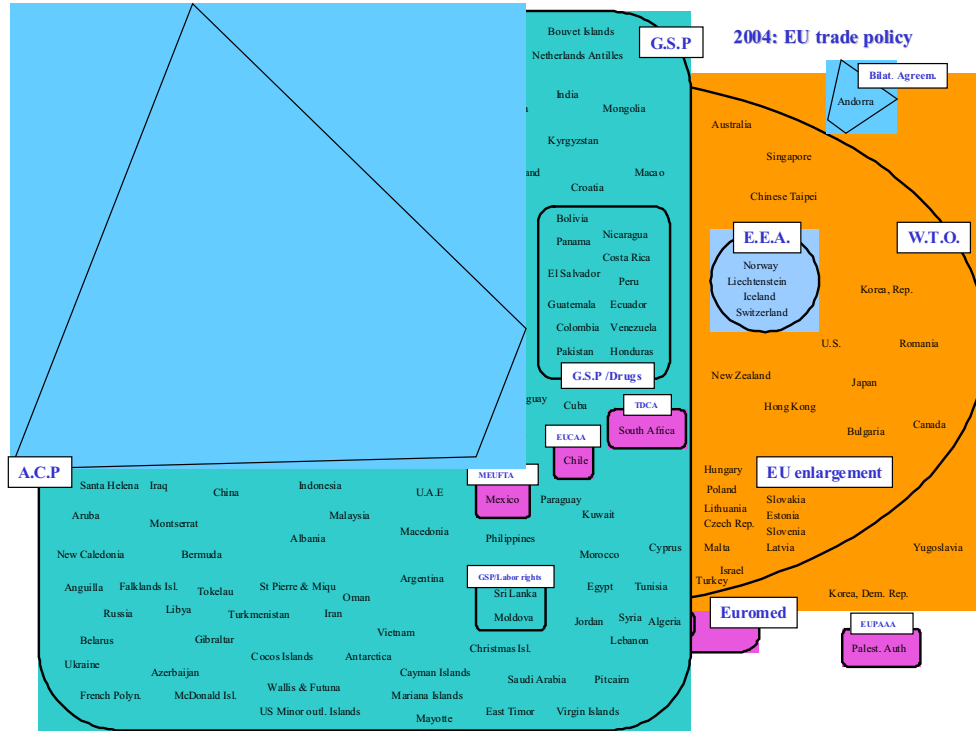 Bouvet Islands
G.S.P
2004: EU trade policy
Netherlands Antilles
Bilat. Agreem.
India
Andorra
Mongolia
Australia
Kyrgyzstan
Singapore
Macao
Croatia
Chinese Taipei
Bolivia
Nicaragua
Panama
E.E.A.
W.T.O.
Costa Rica
Norway
El Salvador
Peru
Liechtenstein
Korea, Rep.
Iceland
Guatemala
Ecuador
Switzerland
Colombia
Venezuela
U.S.
Romania
Pakistan
Honduras
G.S.P /Drugs
New Zealand
Japan
Cuba
TDCA
Hong Kong
South Africa
Canada
Bulgaria
EUCAA
Chile
A.C.P
MEUFTA
Hungary
EU enlargement
Santa Helena
Iraq
China
Indonesia
U.A.E
Mexico
Paraguay
Poland
Slovakia
Lithuania
Estonia
Aruba
Montserrat
Malaysia
Kuwait
Czech Rep.
Slovenia
Albania
Macedonia
Philippines
New Caledonia
Bermuda
Morocco
Cyprus
Malta
Latvia
Yugoslavia
Israel
Turkey
Anguilla
Falklands Isl.
Tokelau
St Pierre & Miqu
Oman
Argentina
GSP/Labor rights
Sri Lanka
Egypt
Tunisia
Korea, Dem. Rep.
Russia
Libya
Turkmenistan
Iran
Moldova
Jordan
Syria
Algeria
Euromed
EUPAAA
Belarus
Gibraltar
Vietnam
Christmas Isl.
Lebanon
Palest. Auth
Ukraine
Azerbaijan
Cocos Islands
Antarctica
Cayman Islands
Saudi Arabia
Pitcairn
French Polyn.
McDonald Isl.
Wallis & Futuna
Mariana Islands
US Minor outl. Islands
Mayotte
East Timor
Virgin Islands